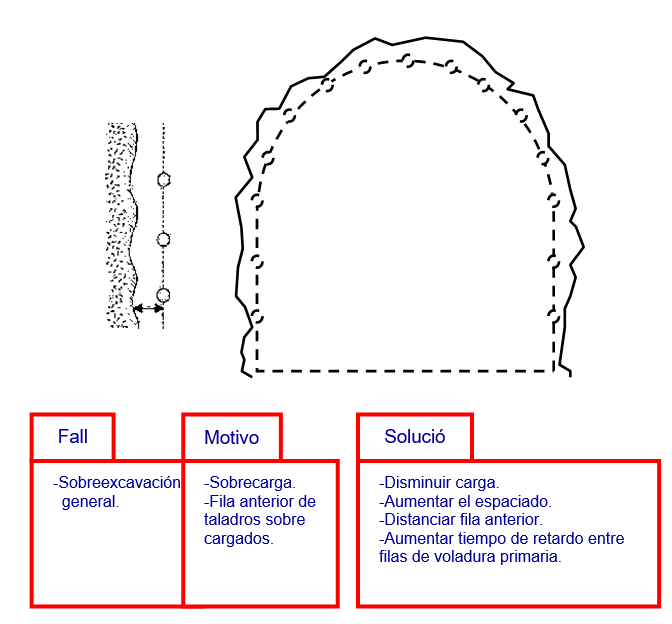 Fall
-Sobreexcavación
general.
Motivo
-Sobrecarga.
-Fila anterior de
taladros sobre
cargados.
Solució
-Disminuir carga.
-Aumentar el espaciado.
-Distanciar fila anterior.
-Aumentar tiempo de retardo entre
filas de voladura primaria.